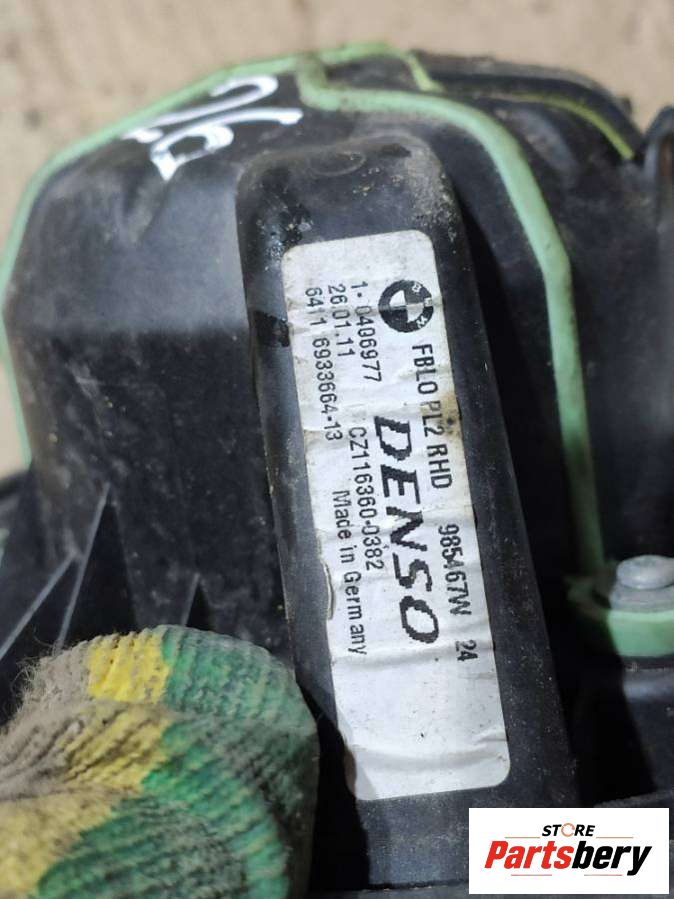 FBLO PL2 RHD 985467W 24
DENSO
1- 0406977 CZ116360-0382
26.01.11 Made in Germany
6411 6933664-13
STORE
Partsbery